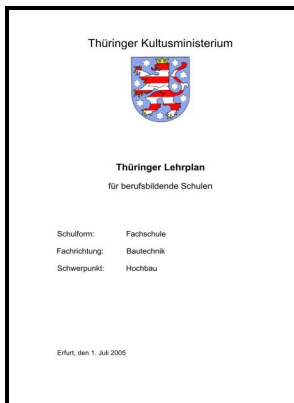 Thüringer Kultusministerium
Thüringer Lehrplan
für berufsbildende Schulen
Schulform: Fachschule
Fachrichtung: Bautechnik
Schwerpunkt: Hochbau
Erfurt, den 1. Juli 2005